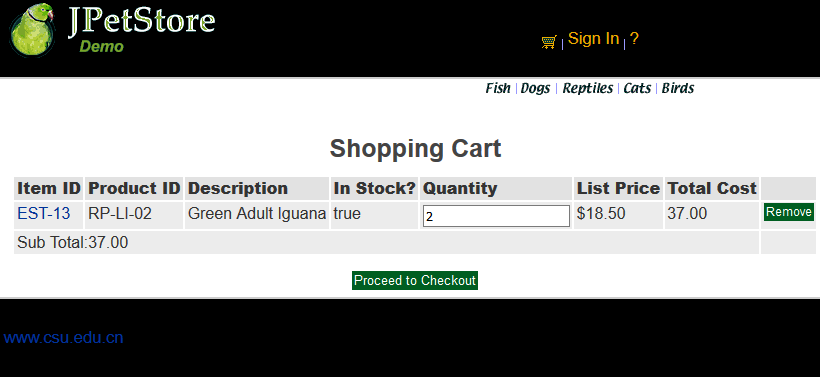 JPetStore
Demo
Sign In ?
Fish Dogs Reptiles Cats Birds
Shopping Cart
Item ID Product ID Description In Stock? Quantity List Price Total Cost
EST-13 RP-LI-02 Green Adult Iguana true 2 $18.50 37.00 Remove
Sub Total:37.00
Proceed to Checkout
www.csu.edu.cn